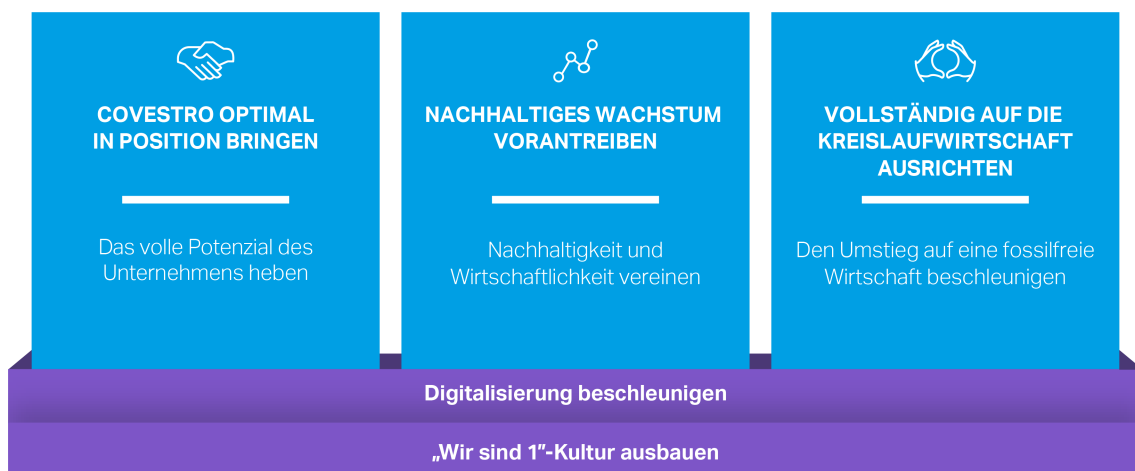 COVESTRO OPTIMAL
IN POSITION BRINGEN
Das volle Potenzial des
Unternehmens heben
NACHHALTIGES WACHSTUM
VORANTREIBEN
Nachhaltigkeit und
Wirtschaftlichkeit vereinen
VOLLSTÄNDIG AUF DIE
KREISLAUFWIRTSCHAFT
AUSRICHTEN
Den Umstieg auf eine fossilfreie
Wirtschaft beschleunigen
Digitalisierung beschleunigen
„Wir sind 1”-Kultur ausbauen